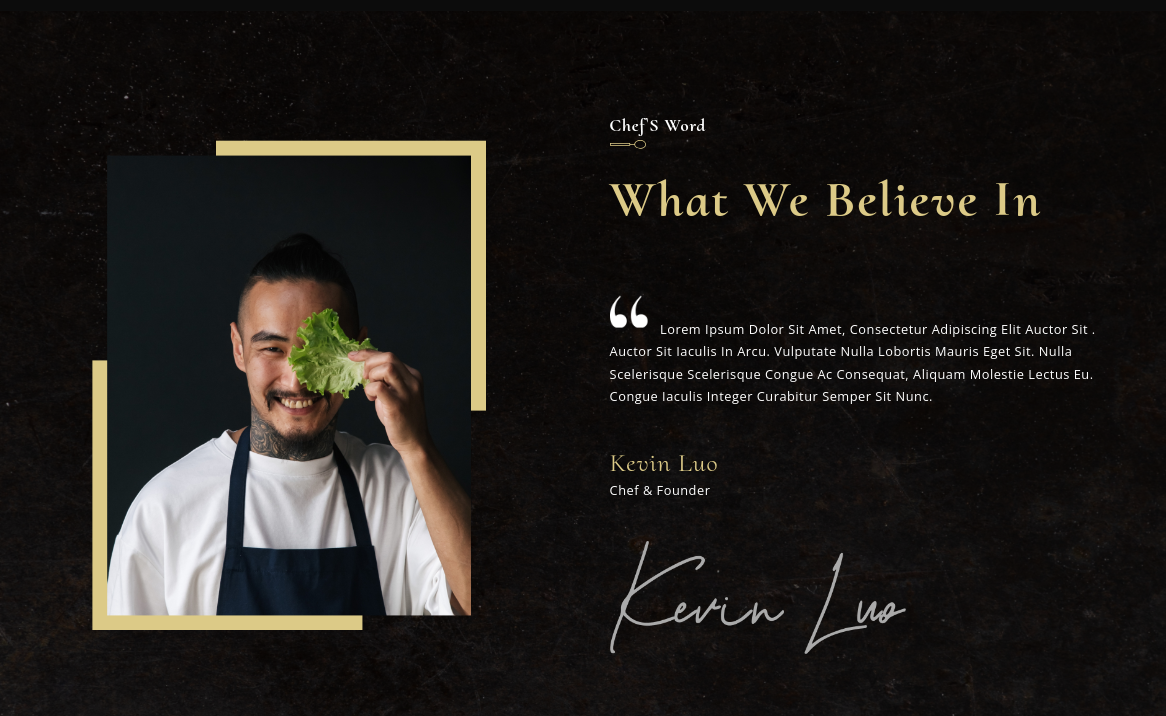 Chef'S Word
What We Believe In
“ Lorem Ipsum Dolor Sit Amet, Consectetur Adipiscing Elit Auctor Sit .
Auctor Sit Iaculis In Arcu. Vulputate Nulla Lobortis Mauris Eget Sit. Nulla
Scelerisque Scelerisque Congue Ac Consequat, Aliquam Molestie Lectus Eu.
Congue Iaculis Integer Curabitur Semper Sit Nunc.
Kevin Luo
Chef & Founder
Kevin Luo